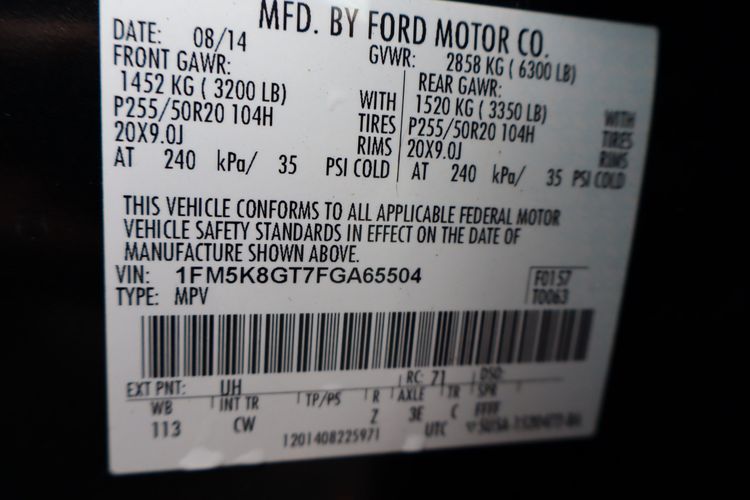 MFD. BY FORD MOTOR CO.
DATE: 08/14 GVWR: 2858 KG ( 6300 LB)
FRONT GAWR: REAR GAWR:
1452 KG ( 3200 LB) WITH 1520 KG ( 3350 LB) WITH
P255/50R20 104H TIRES P255/50R20 104H TIRES
20X9.0J RIMS 20X9.0J RIMS
AT 240 kPa/ 35 PSI COLD AT 240 kPa/ 35 PSI COLD
THIS VEHICLE CONFORMS TO ALL APPLICABLE FEDERAL MOTOR
VEHICLE SAFETY STANDARDS IN EFFECT ON THE DATE OF
MANUFACTURE SHOWN ABOVE.
VIN: 1FM5K8GT7FGA65504 F0157
TYPE: MPV T0063
EXT PNT: UH RC: 71 DSO:
WB INT TR TP/PS R AXLE TR SPR
113 CW Z 3E C FFFF
1201408225971 UTC